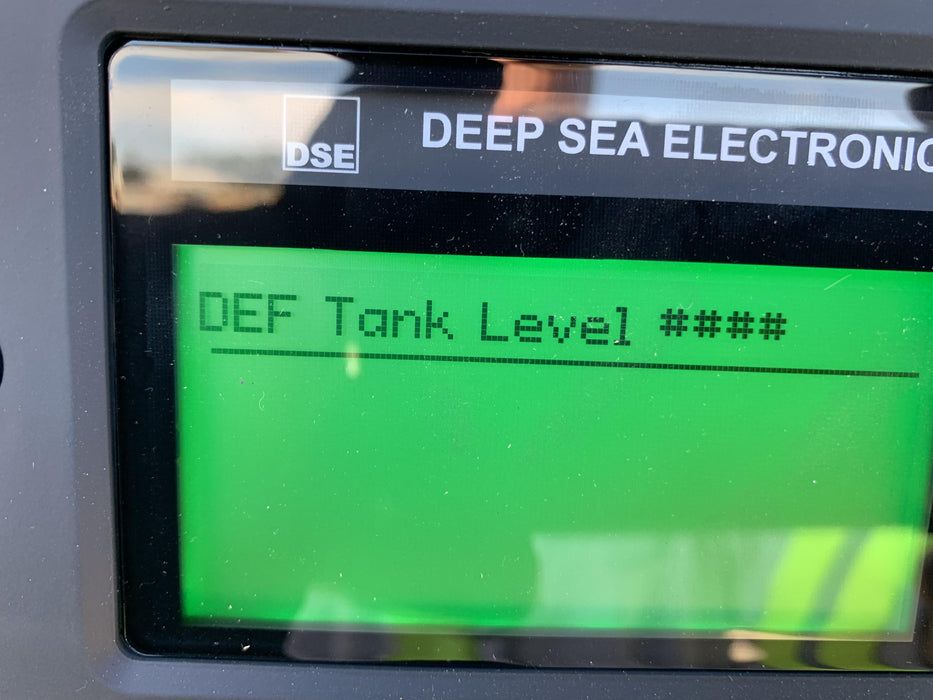 DSE
DEEP SEA ELECTRONIC
DEF Tank Level ####